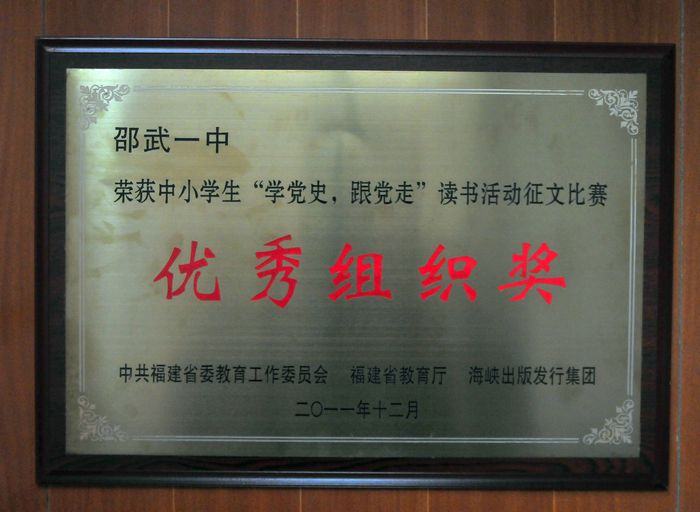 邵武一中
荣获中小学生“学党史，跟党走”读书活动征文比赛
优秀组织奖
中共福建省委教育工作委员会 福建省教育厅 海峡出版发行集团
二〇一一年十二月